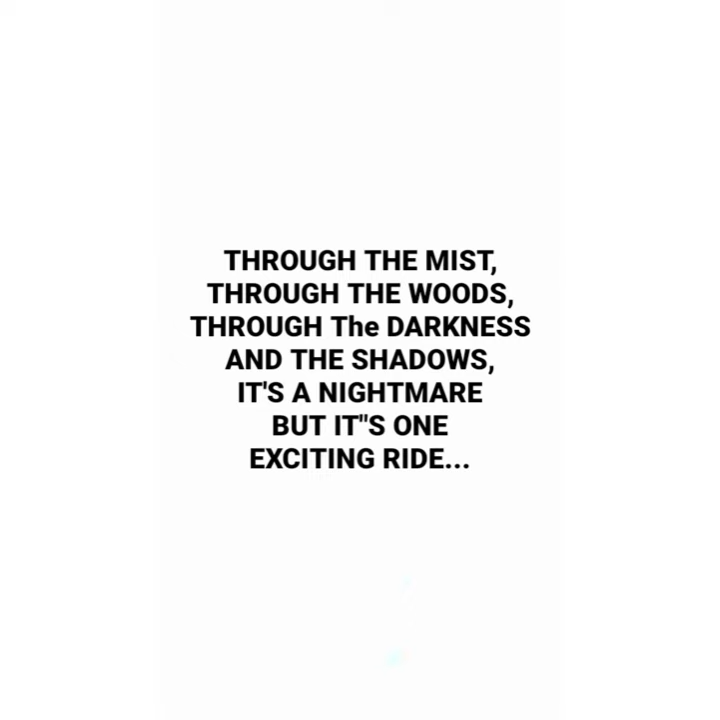 THROUGH THE MIST,
THROUGH THE WOODS,
THROUGH The DARKNESS
AND THE SHADOWS,
IT'S A NIGHTMARE
BUT IT"S ONE
EXCITING RIDE...